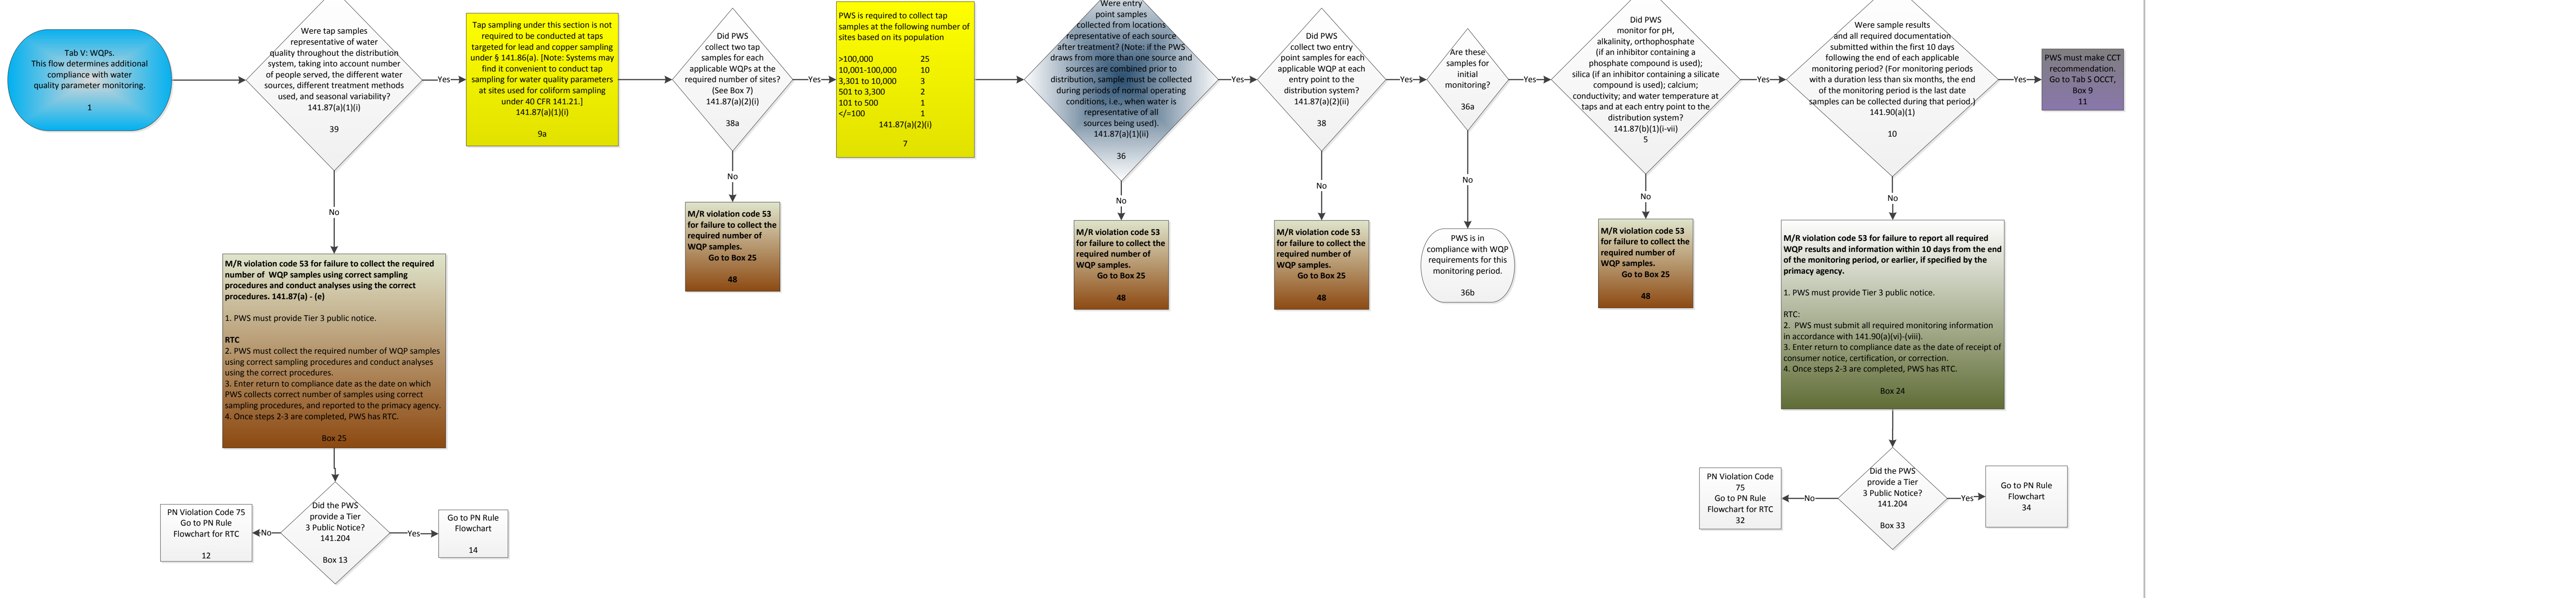 Tab V: WQPs.
This flow determines additional
compliance with water
quality parameter monitoring.
1
Were tap samples
representative of water
quality throughout the distribution
system, taking into account number
of people served, the different water
sources, different treatment methods
used, and seasonal variability?
141.87(a)(1)(i)
39
Yes
Tap sampling under this section is not
required to be conducted at taps
targeted for lead and copper sampling
under § 141.86(a). [Note: Systems may
find it convenient to conduct tap
sampling for water quality parameters
at sites used for coliform sampling
under 40 CFR 141.21.]
141.87(a)(1)(i)
9a
Did PWS
collect two tap
samples for each
applicable WQPs at the
required number of sites?
(See Box 7)
141.87(a)(2)(i)
38a
Yes
PWS is required to collect tap
samples at the following number of
sites based on its population
>100,000 25
10,001-100,000 10
3,301 to 10,000 3
501 to 3,300 2
101 to 500 1
</=100 1
141.87(a)(2)(i)
7
Were entry
point samples
collected from locations
representative of each source
after treatment? (Note: if the PWS
draws from more than one source and
sources are combined prior to
distribution, sample must be collected
during periods of normal operating
conditions, i.e., when water is
representative of all
sources being used).
141.87(a)(1)(ii)
36
Yes
Did PWS
collect two entry
point samples for each
applicable WQP at each
entry point to the
distribution system?
141.87(a)(2)(ii)
38
Yes
Are these
samples for
initial
monitoring?
36a
Yes
Did PWS
monitor for pH,
alkalinity, orthophosphate
(if an inhibitor containing a
phosphate compound is used);
silica (if an inhibitor containing a silicate
compound is used); calcium;
conductivity; and water temperature at
taps and at each entry point to the
distribution system?
141.87(b)(1)(i-vii)
5
Yes
Were sample results
and all required documentation
submitted within the first 10 days
following the end of each applicable
monitoring period? (For monitoring periods
with a duration less than six months, the end
of the monitoring period is the last date
samples can be collected during that period.)
141.90(a)(1)
10
Yes
PWS must make CCT
recommendation.
Go to Tab S OCCT,
Box 9
11
No
M/R violation code 53 for failure to collect the required
number of WQP samples using correct sampling
procedures and conduct analyses using the correct
procedures. 141.87(a) - (e)
1. PWS must provide Tier 3 public notice.
RTC
2. PWS must collect the required number of WQP samples
using correct sampling procedures and conduct analyses
using the correct procedures.
3. Enter return to compliance date as the date on which
PWS collects correct number of samples using correct
sampling procedures, and reported to the primacy agency.
4. Once steps 2-3 are completed, PWS has RTC.
Box 25
No
M/R violation code 53
for failure to collect the
required number of
WQP samples.
Go to Box 25
48
No
M/R violation code 53
for failure to collect the
required number of
WQP samples.
Go to Box 25
48
No
M/R violation code 53
for failure to collect the
required number of
WQP samples.
Go to Box 25
48
No
PWS is in
compliance with WQP
requirements for this
monitoring period.
36b
No
M/R violation code 53
for failure to collect the
required number of
WQP samples.
Go to Box 25
48
No
M/R violation code 53 for failure to report all required
WQP results and information within 10 days from the end
of the monitoring period, or earlier, if specified by the
primacy agency.
1. PWS must provide Tier 3 public notice.
RTC:
2. PWS must submit all required monitoring information
in accordance with 141.90(a)(vi)-(viii).
3. Enter return to compliance date as the date of receipt of
consumer notice, certification, or correction.
4. Once steps 2-3 are completed, PWS has RTC.
Box 24
PN Violation Code 75
Go to PN Rule
Flowchart for RTC
12
No
Did the PWS
provide a Tier
3 Public Notice?
141.204
Box 13
Yes
Go to PN Rule
Flowchart
14
PN Violation Code
75
Go to PN Rule
Flowchart for RTC
32
No
Did the PWS
provide a Tier
3 Public Notice?
141.204
Box 33
Yes
Go to PN Rule
Flowchart
34